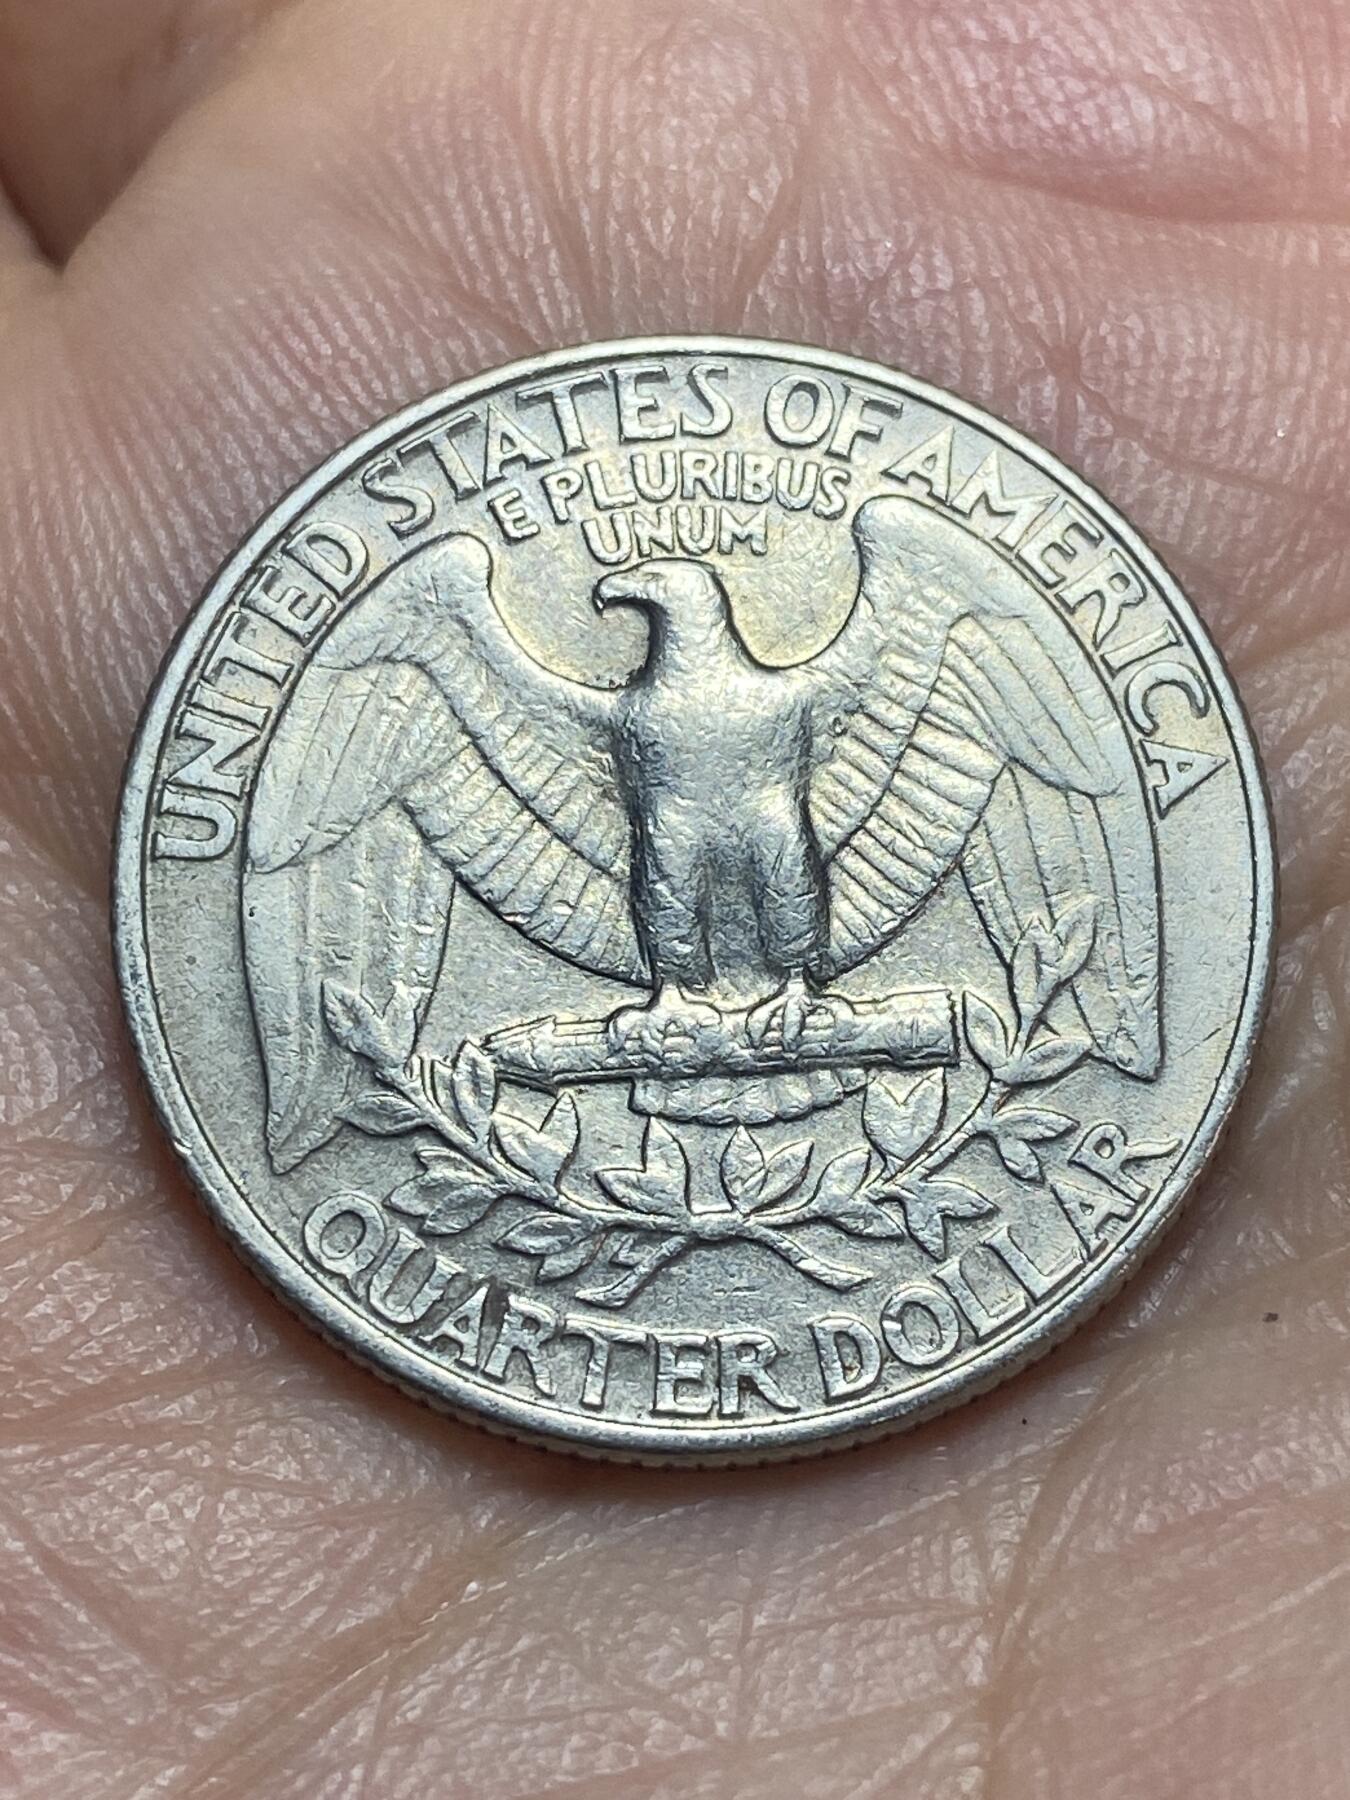 UNITED STATES OF AMERICA
E PLURIBUS
UNUM
QUARTER DOLLAR